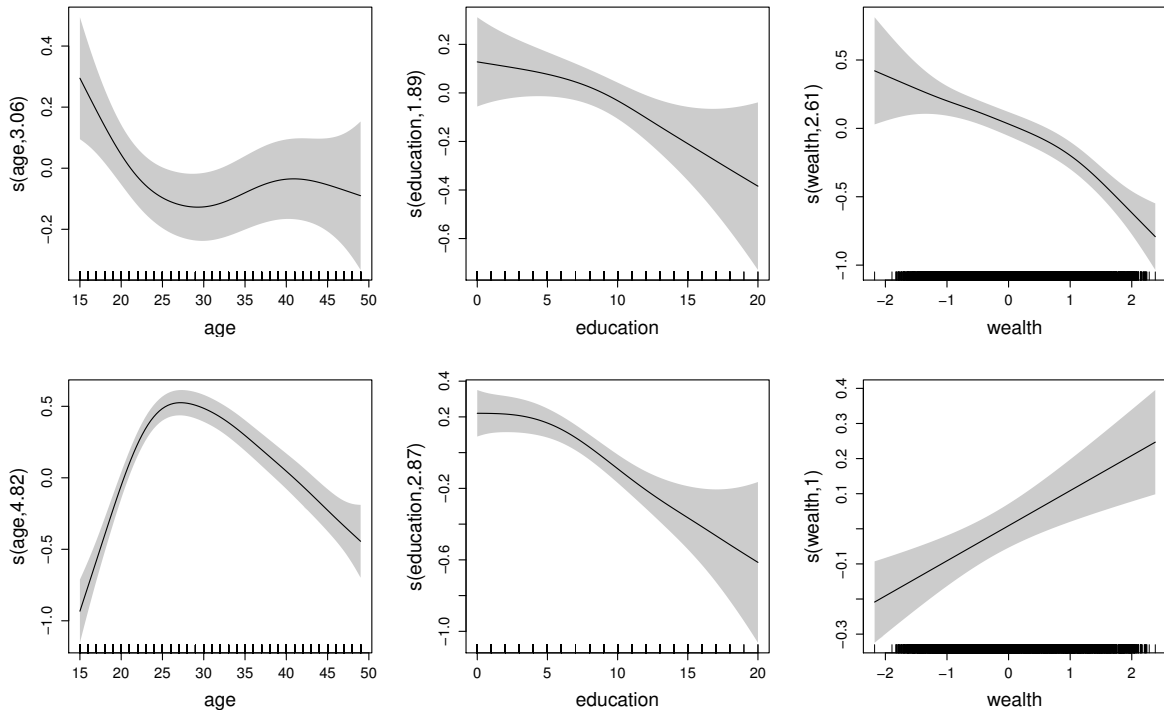 s(age,3.06)
0.4
0.2
0.0
−0.2
15 20 25 30 35 40 45 50
age
s(education,1.89)
0.2
0.0
−0.2
−0.4
−0.6
0 5 10 15 20
education
s(wealth,2.61)
0.5
0.0
−0.5
−1.0
−2 −1 0 1 2
wealth
s(age,4.82)
0.5
0.0
−0.5
−1.0
15 20 25 30 35 40 45 50
age
s(education,2.87)
0.4
0.2
−0.2
−0.6
−1.0
0 5 10 15 20
education
s(wealth,1)
0.4
0.3
0.2
0.1
−0.1
−0.3
−2 −1 0 1 2
wealth